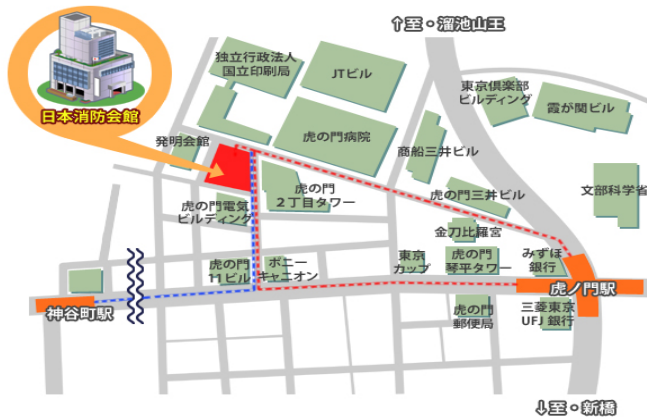 ↑至・溜池山王
独立行政法人
国立印刷局
JTビル
東京倶楽部
ビルディング
霞が関ビル
日本消防会館
発明会館
虎の門病院
商船三井ビル
虎の門
２丁目タワー
虎の門三井ビル
文部科学省
虎の門電気
ビルディング
金刀比羅宮
虎の門
11ビル
ポニー
キャニオン
東京
カップ
虎の門
琴平タワー
みずほ
銀行
神谷町駅
虎ノ門駅
虎の門
郵便局
三菱東京
UFJ 銀行
↓至・新橋